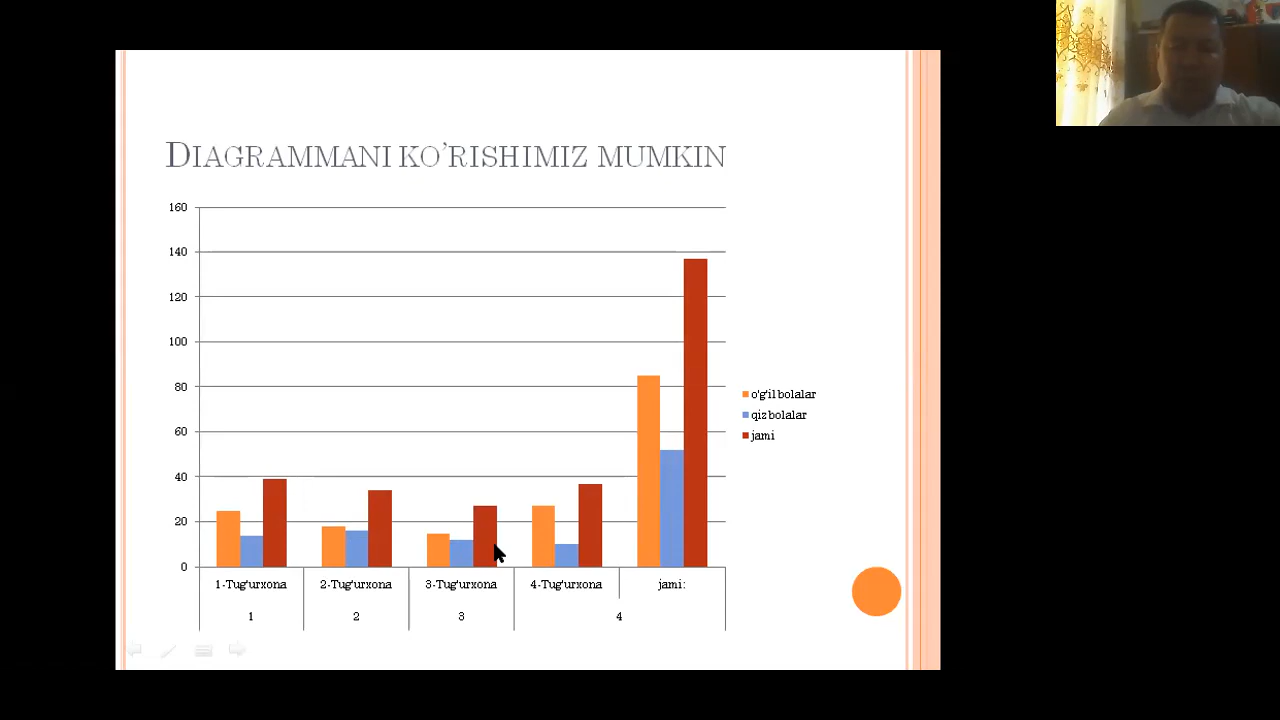 DIAGRAMMANI KO’RISHIMIZ MUMKIN
160
140
120
100
80
60
40
20
0
o'g'il bolalar
qiz bolalar
jami
1-Tug'urxona 2-Tug'urxona 3-Tug'urxona 4-Tug'urxona jami:
1 2 3 4